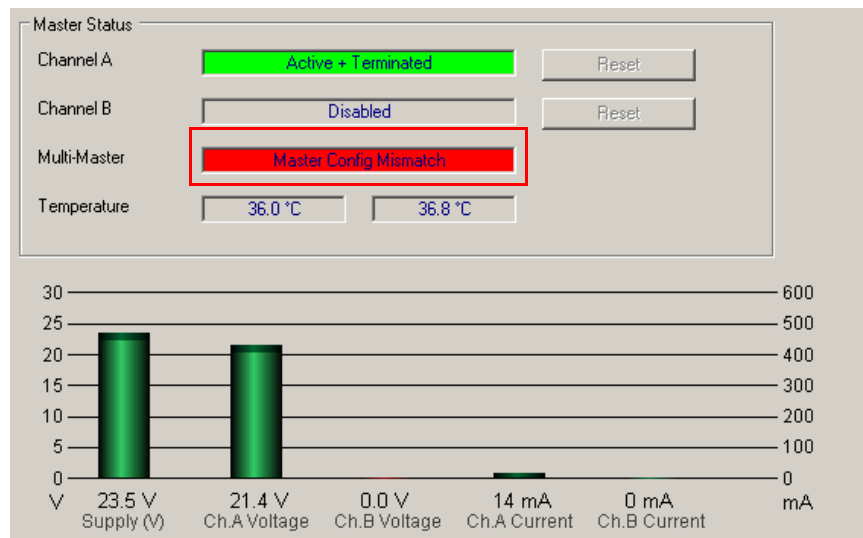 Master Status
Channel A Active + Terminated Reset
Channel B Disabled Reset
Multi-Master Master Config Mismatch
Temperature 36.0 °C 36.8 °C
30 600
25 500
20 400
15 300
10 200
5 100
0 0
V 23.5 V 21.4 V 0.0 V 14 mA 0 mA mA
Supply (V) Ch.A Voltage Ch.B Voltage Ch.A Current Ch.B Current